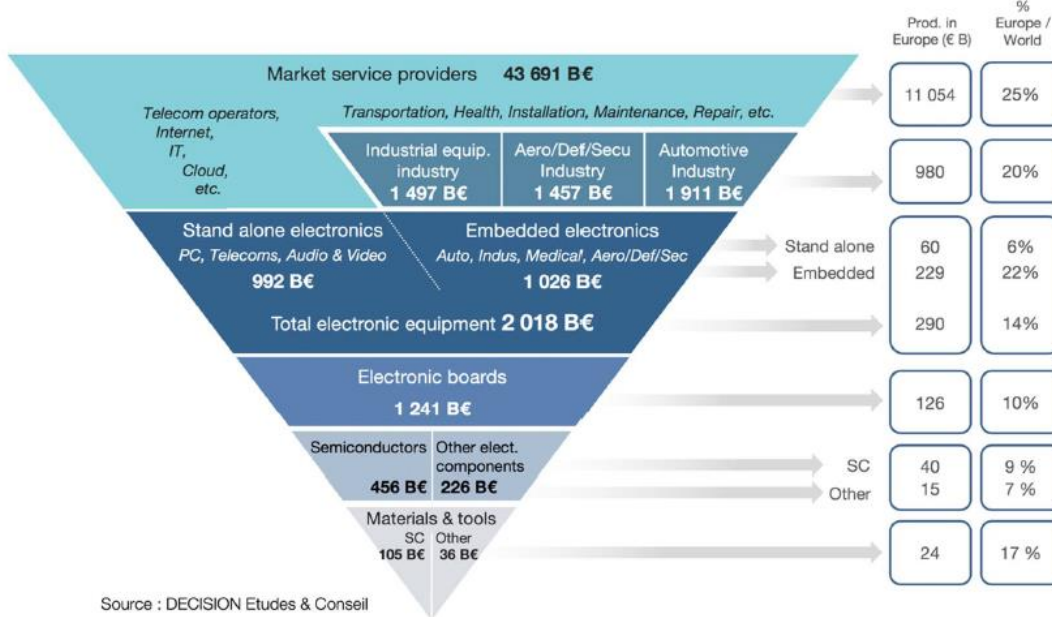 Prod. in
Europe (€ B)
%
Europe /
World
Market service providers 43 691 B€
11 054
25%
Telecom operators,
Internet,
IT,
Cloud,
etc.
Transportation, Health, Installation, Maintenance, Repair, etc.
Industrial equip.
industry
1 497 B€
Aero/Def/Secu
Industry
1 457 B€
Automotive
Industry
1 911 B€
980
20%
Stand alone electronics
PC, Telecoms, Audio & Video
992 B€
Embedded electronics
Auto, Indus, Medical, Aero/Def/Sec
1 026 B€
Stand alone
60
6%
Embedded
229
22%
Total electronic equipment 2 018 B€
290
14%
Electronic boards
1 241 B€
126
10%
Semiconductors
456 B€
Other elect.
components
226 B€
SC
40
9 %
Other
15
7 %
Materials & tools
SC
105 B€
Other
36 B€
24
17 %
Source : DECISION Etudes & Conseil